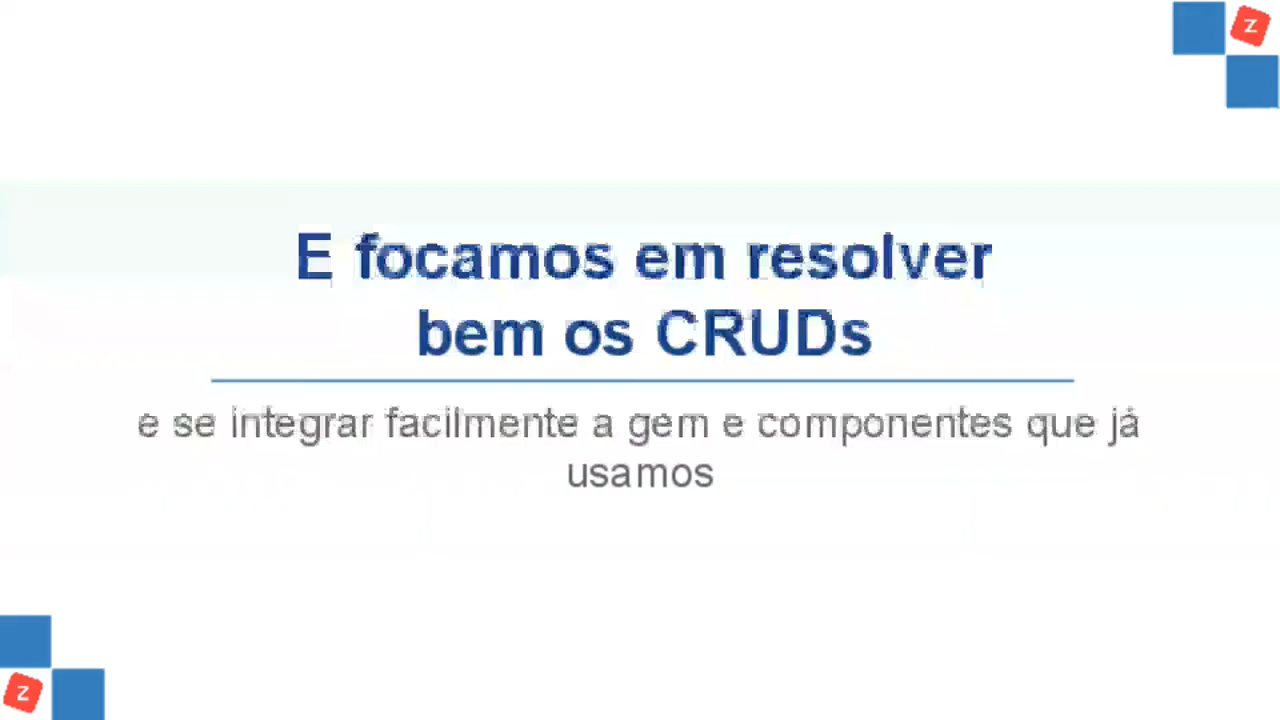 Z
E focamos em resolver
bem os CRUDs
e se integrar facilmente a gem e componentes que já
usamos
Z